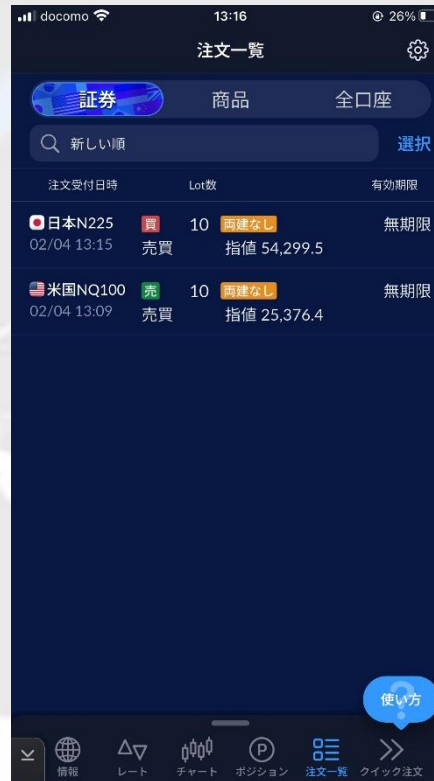 docomo 13:16 26%
注文一覧
証券 商品 全口座
新しい順 選択
注文受付日時 Lot数 有効期限
日本N225 買 10 両建なし 無期限
02/04 13:15 売買 指値 54,299.5
米国NQ100 売 10 両建なし 無期限
02/04 13:09 売買 指値 25,376.4
使い方
情報 レート チャート ポジション 注文一覧 クイック注文